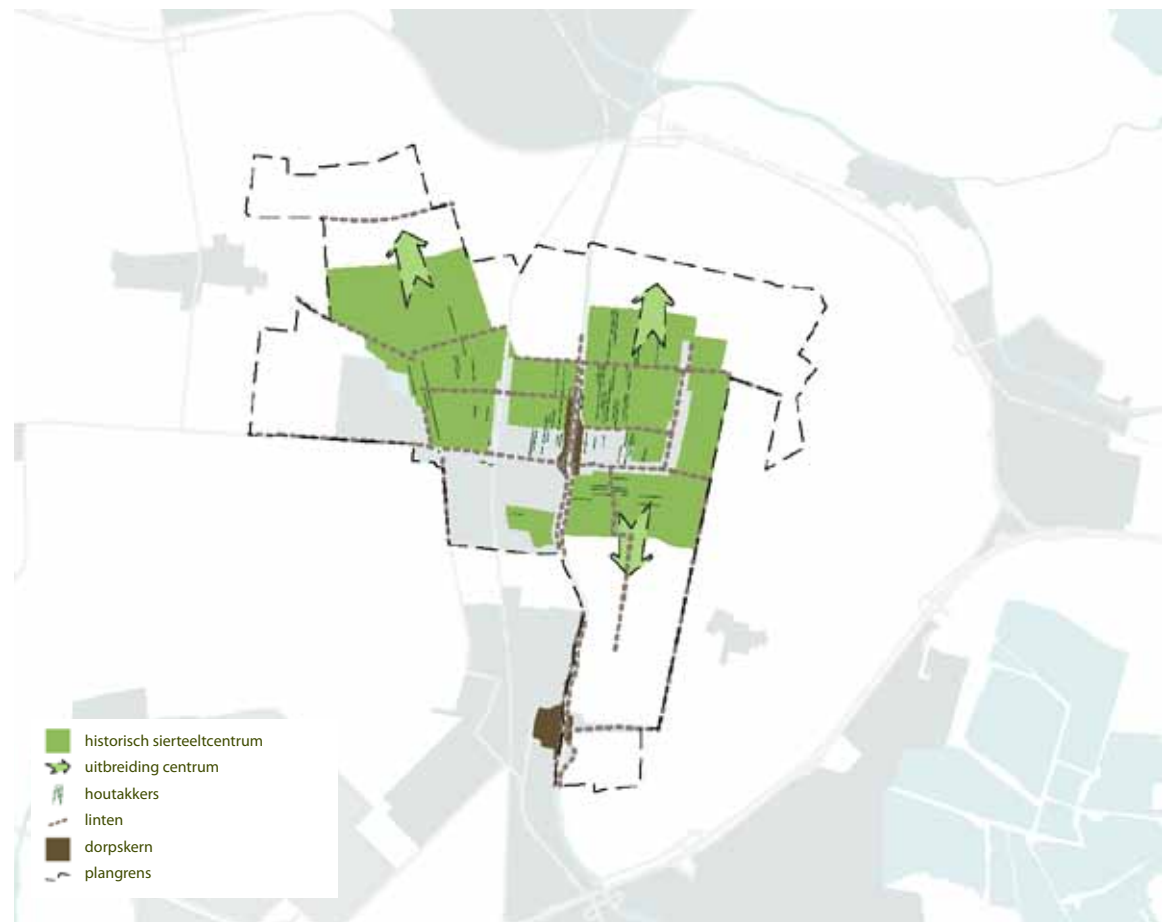 historisch sierteeltcentrum
uitbreiding centrum
houtakkers
linten
dorpskern
plangrens